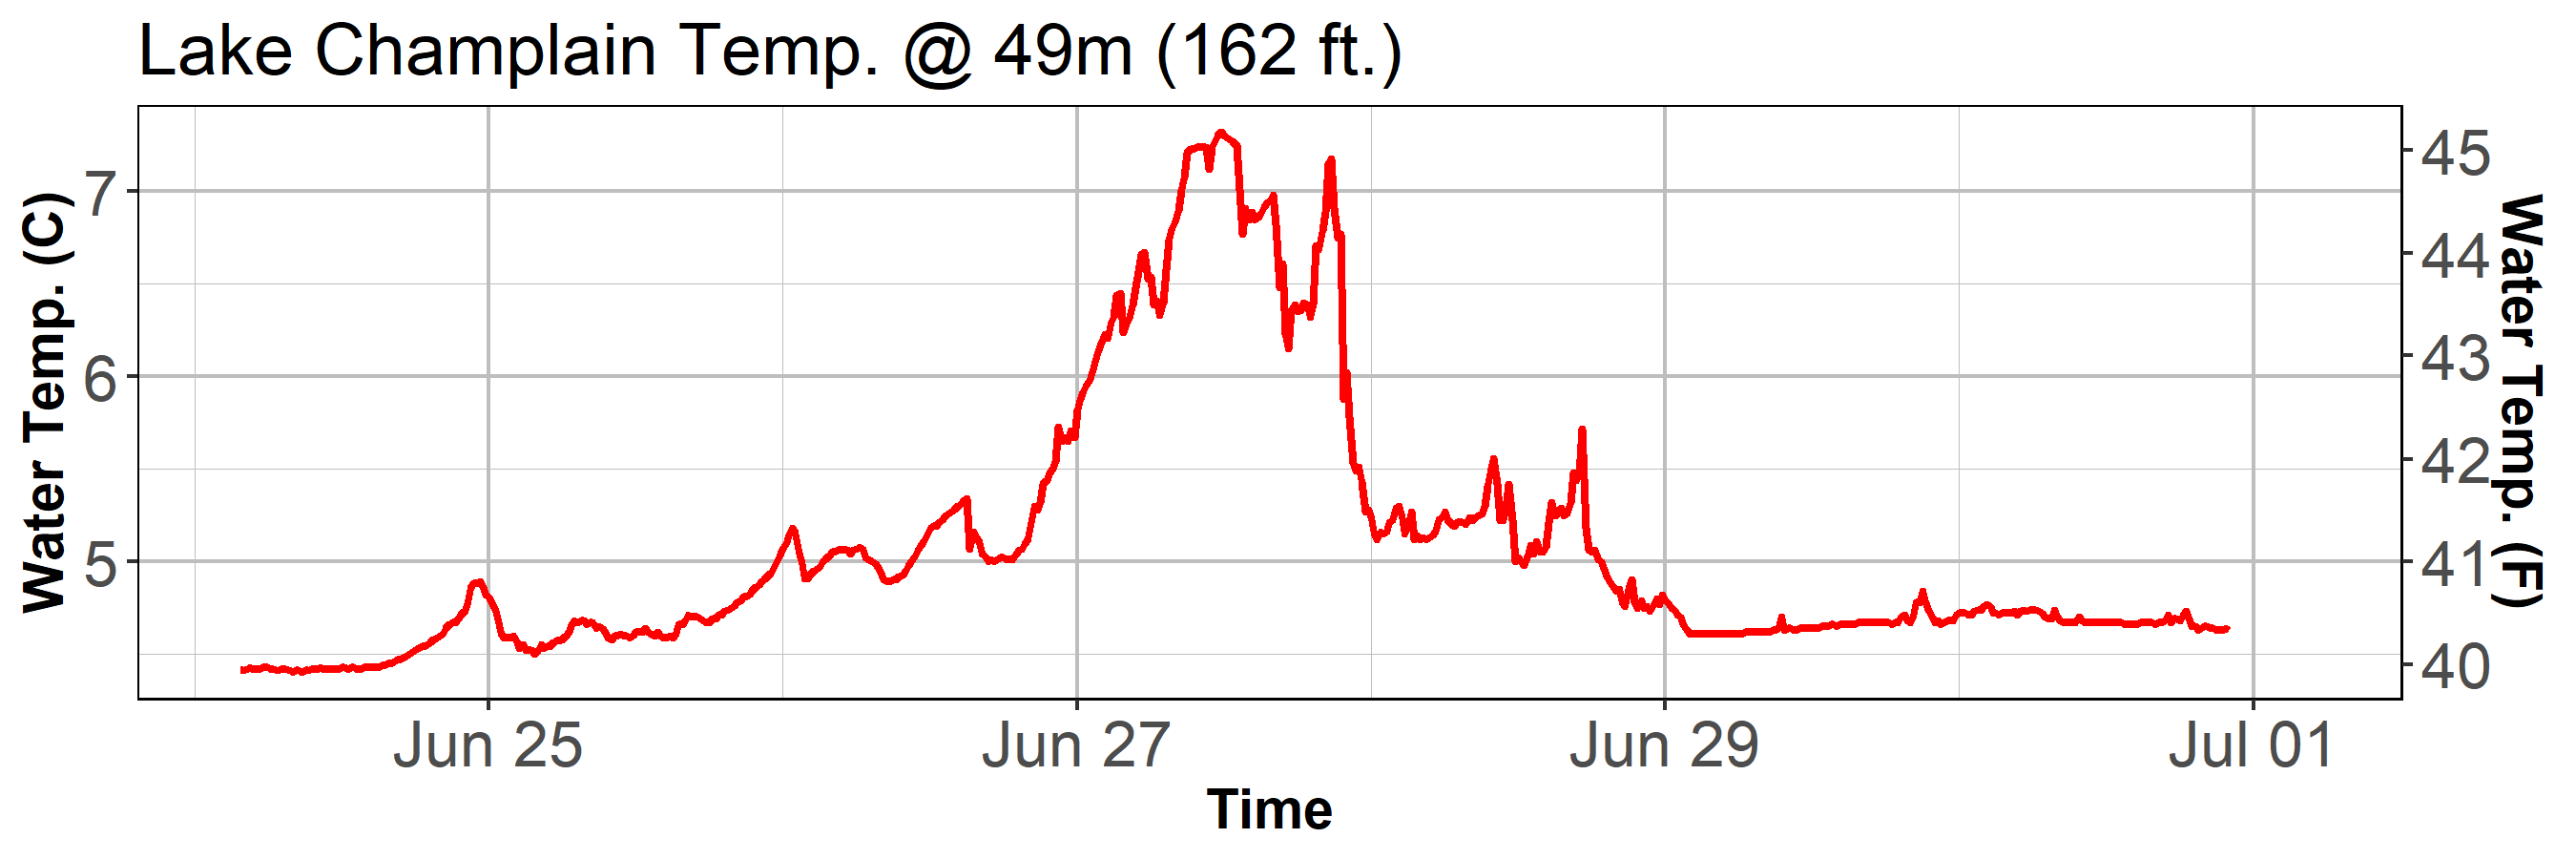 Lake Champlain Temp. @ 49m (162 ft.)
Water Temp. (C)
7
6
5
45
44
43
42
41
40
Water Temp. (F)
Jun 25 Jun 27 Jun 29 Jul 01
Time